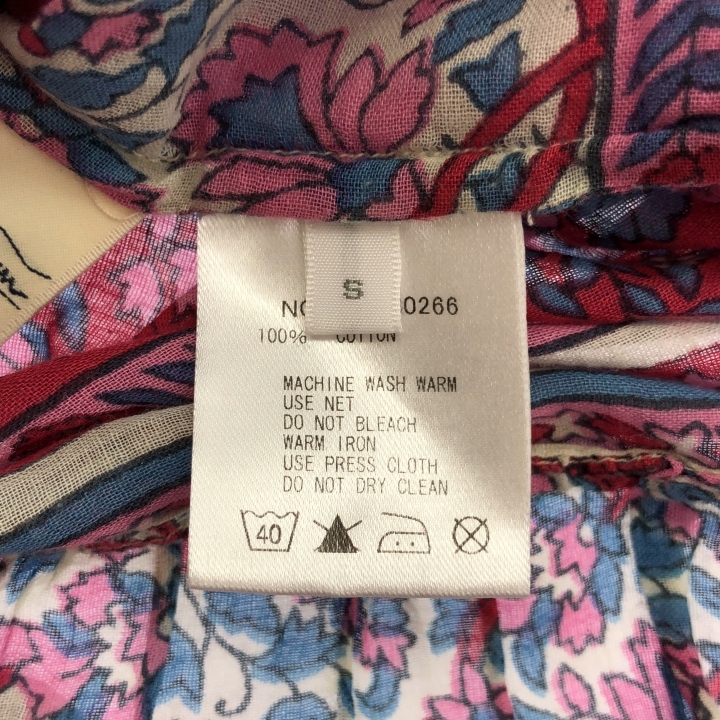 S
0266
100% COTTON
MACHINE WASH WARM
USE NET
DO NOT BLEACH
WARM IRON
USE PRESS CLOTH
DO NOT DRY CLEAN
40